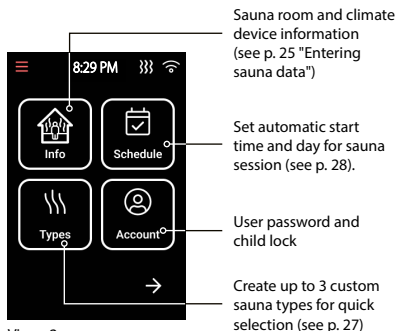 Sauna room and climate
device information
(see p. 25 "Entering
sauna data")
8:29 PM
Info
Schedule
Set automatic start
time and day for sauna
session (see p. 28).
Types
Account
User password and
child lock
Create up to 3 custom
sauna types for quick
selection (see p. 27)